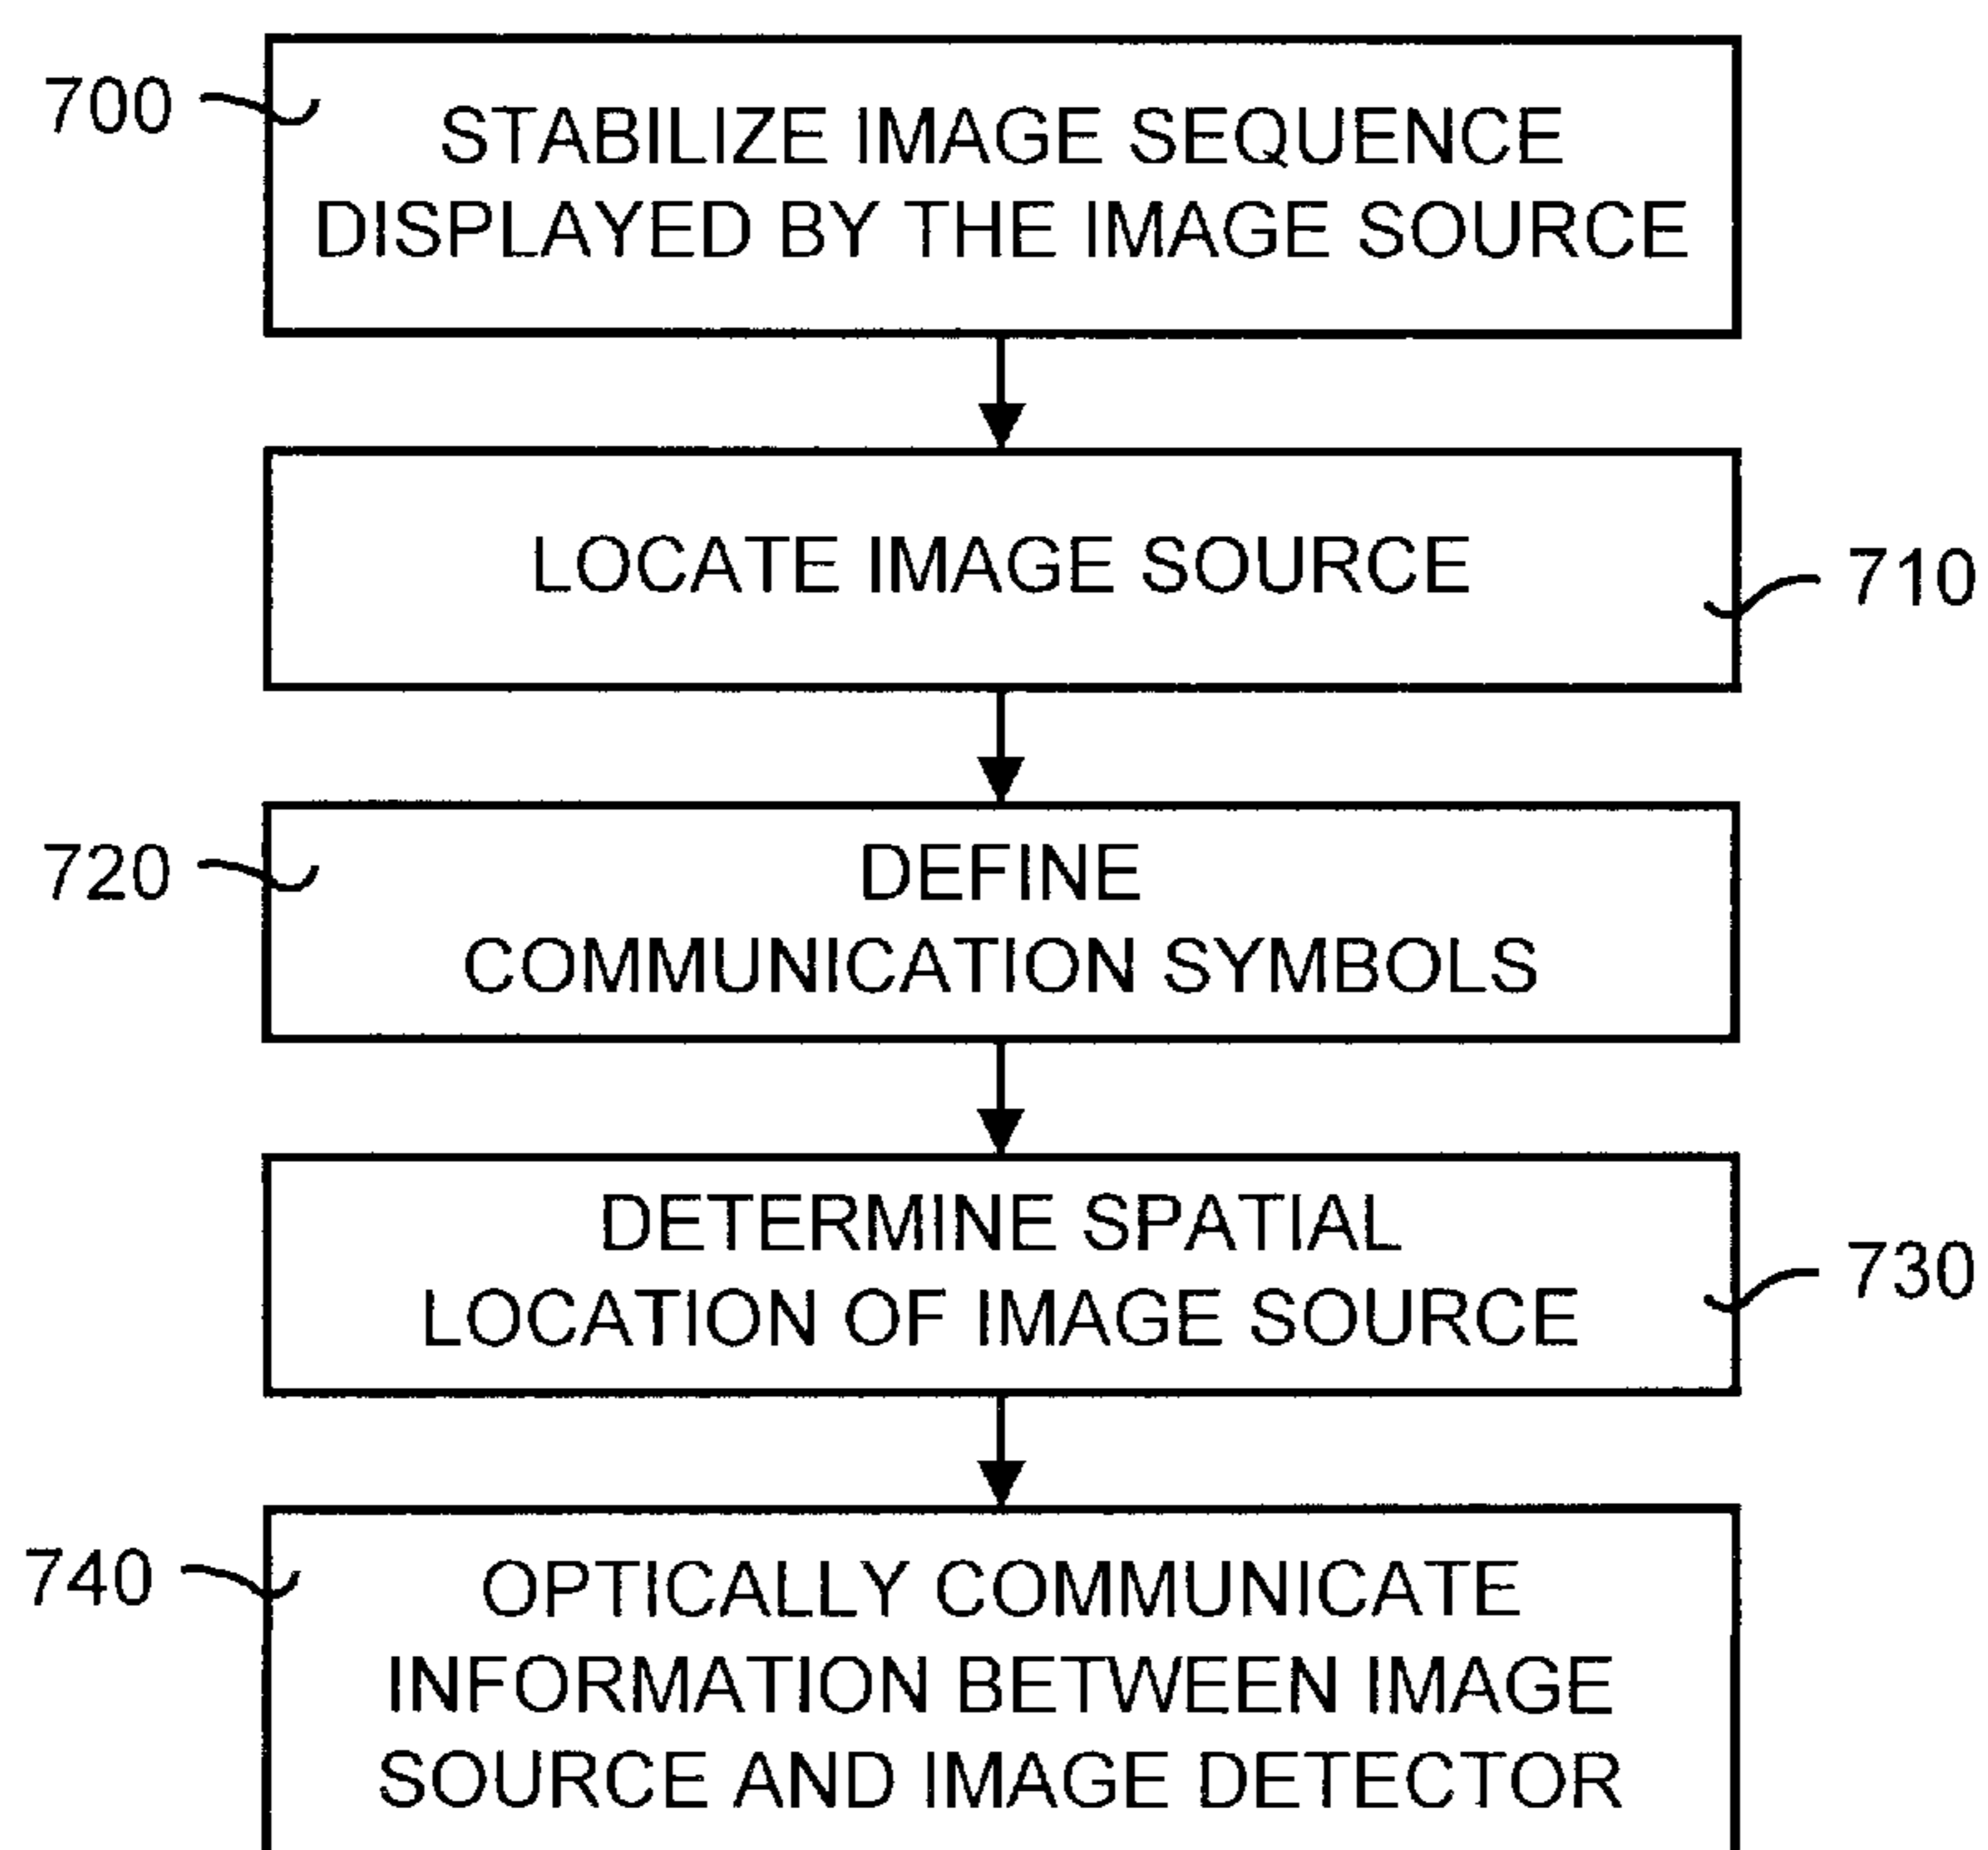 700
STABILIZE IMAGE SEQUENCE
DISPLAYED BY THE IMAGE SOURCE
LOCATE IMAGE SOURCE
710
720
DEFINE
COMMUNICATION SYMBOLS
DETERMINE SPATIAL
LOCATION OF IMAGE SOURCE
730
740
OPTICALLY COMMUNICATE
INFORMATION BETWEEN IMAGE
SOURCE AND IMAGE DETECTOR